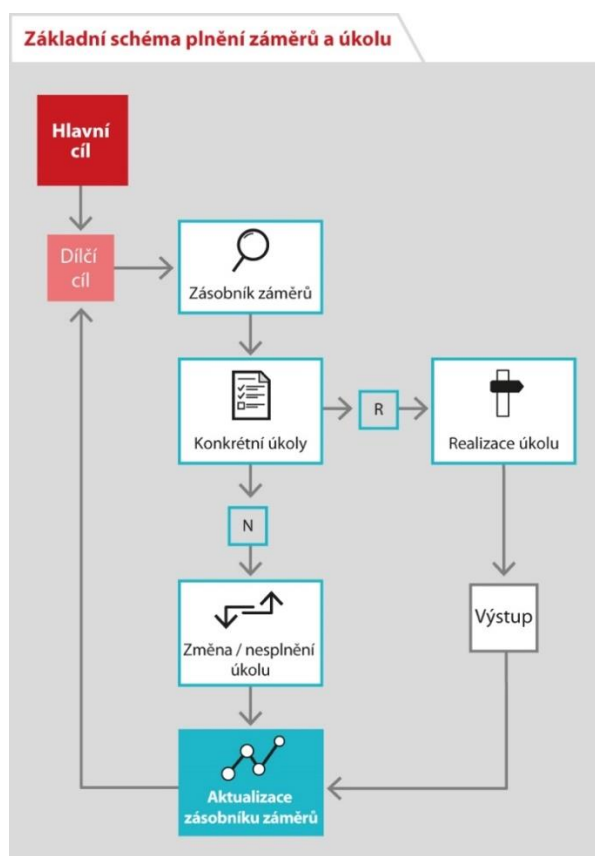 Základní schéma plnění záměrů a úkolu
Hlavní
cíl
Dílčí
cíl
Zásobník záměrů
Konkrétní úkoly
R
Realizace úkolu
N
Změna / nesplnění
úkolu
Výstup
Aktualizace
zásobníku záměrů